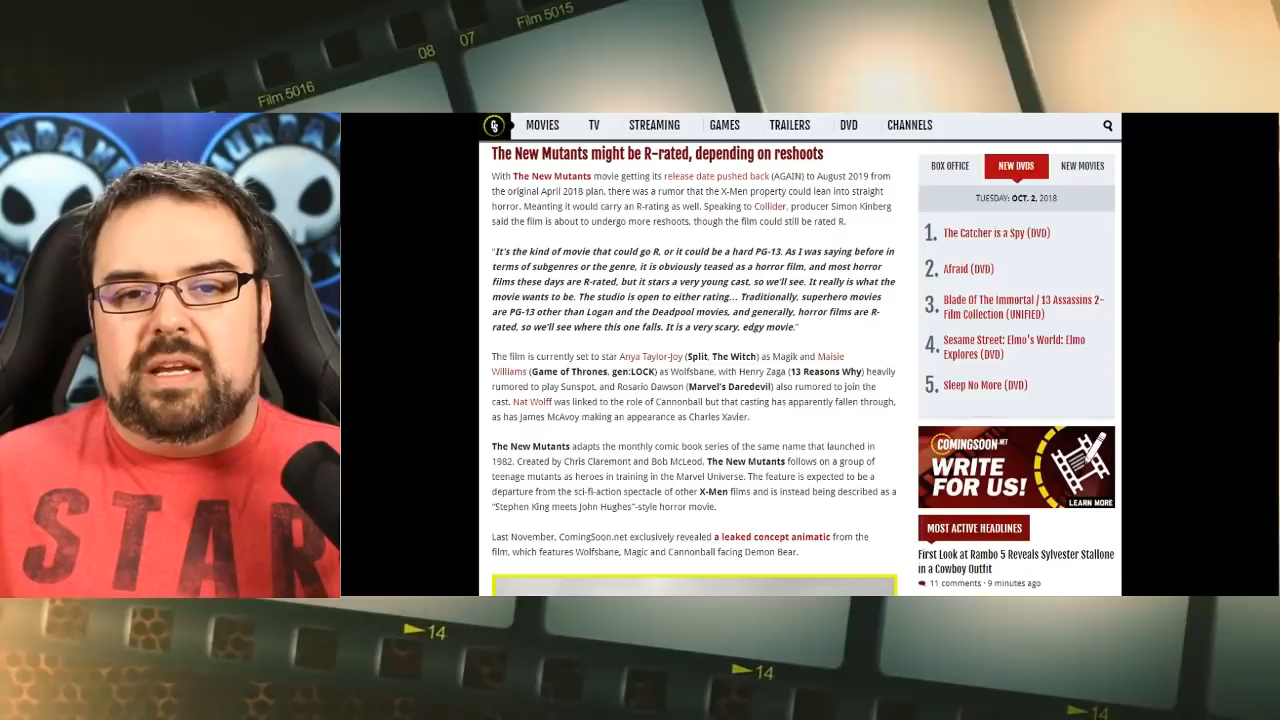 Film 5015
07
08
Film 5016
MUNDANE
MUNDAN
STAR
CS
MOVIES TV STREAMING GAMES TRAILERS DVD CHANNELS
The New Mutants might be R-rated, depending on reshoots
With The New Mutants movie getting its release date pushed back (AGAIN) to August 2019 from
the original April 2018 plan, there was a rumor that the X-Men property could lean into straight
horror. Meanting it would carry an R-rating as well. Speaking to Collider, producer Simon Kinberg
said the film is about to undergo more reshoots, though the film could still be rated R.
"It's the kind of movie that could go R, or it could be a hard PG-13. As I was saying before in
terms of subgenres or the genre, it is obviously teased as a horror film, and most horror
films these days are R-rated, but it stars a very young cast, so we'll see. It really is what the
movie wants to be. The studio is open to either rating... Traditionally, superhero movies
are PG-13 other than Logan and the Deadpool movies, and generally, horror films are R-
rated, so we'll see where this one falls. It is a very scary, edgy movie."
The film is currently set to star Anya Taylor-Joy (Split, The Witch) as Magik and Maisie
Williams (Game of Thrones, gen:LOCK) as Wolfsbane, with Henry Zaga (13 Reasons Why) heavily
rumored to play Sunspot, and Rosario Dawson (Marvel's Daredevil) also rumored to join the
cast. Nat Wolff was linked to the role of Cannonball but that casting has apparently fallen through,
as has James McAvoy making an appearance as Charles Xavier.
The New Mutants adapts the monthly comic book series of the same name that launched in
1982. Created by Chris Claremont and Bob McLeod, The New Mutants follows on a group of
teenage mutants as heroes in training in the Marvel Universe. The feature is expected to be a
departure from the sci-fi-action spectacle of other X-Men films and is instead being described as a
"Stephen King meets John Hughes"-style horror movie.
Last November, ComingSoon.net exclusively revealed a leaked concept animatic from the
film, which features Wolfsbane, Magic and Cannonball facing Demon Bear.
BOX OFFICE NEW DVDS NEW MOVIES
TUESDAY: OCT. 2, 2018
1. The Catcher is a Spy (DVD)
2. Afraid (DVD)
3. Blade Of The Immortal / 13 Assassins 2-
Film Collection (UNIFIED)
4. Sesame Street: Elmo's World: Elmo
Explores (DVD)
5. Sleep No More (DVD)
COMINGSOON.NET
WRITE
FOR US!
LEARN MORE
MOST ACTIVE HEADLINES
First Look at Rambo 5 Reveals Sylvester Stallone
in a Cowboy Outfit
11 comments · 9 minutes ago
14
14
14